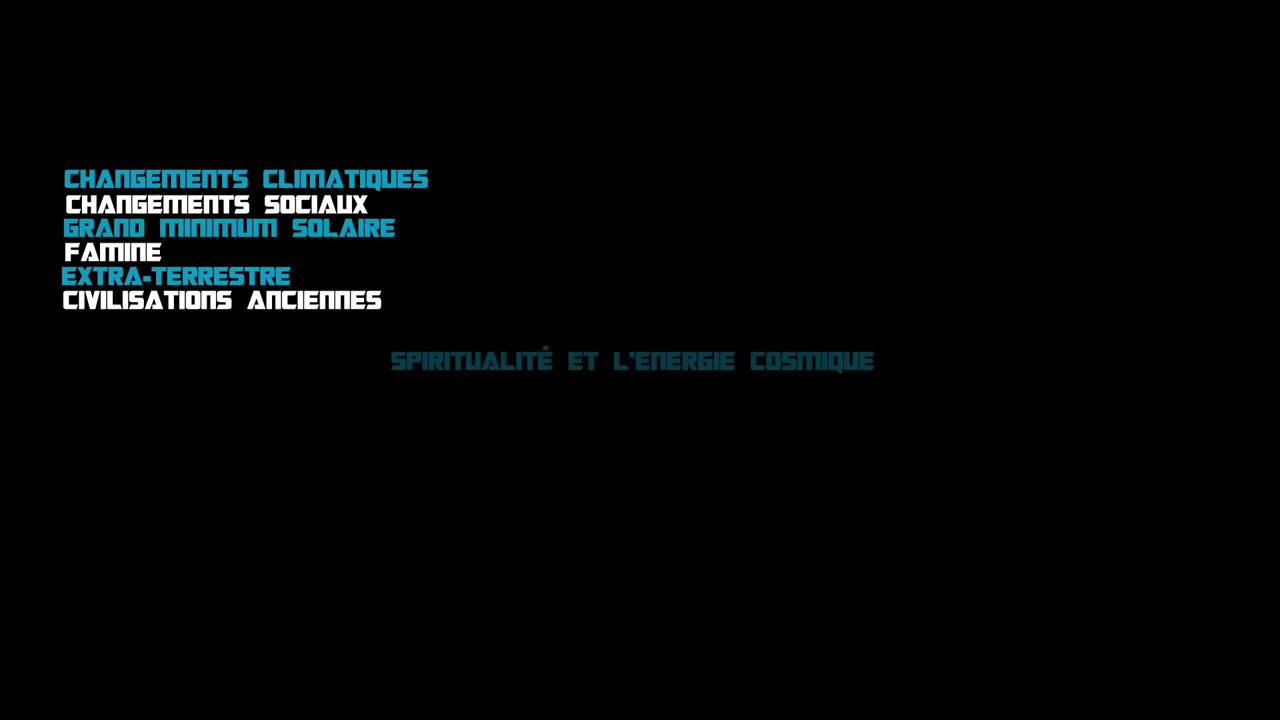 CHANGEMENTS CLIMATIQUES
CHANGEMENTS SOCIAUX
GRAND MINIMUM SOLAIRE
FAMINE
EXTRA-TERRESTRE
CIVILISATIONS ANCIENNES
SPIRITUALITÉ ET L'ENERGIE COSMIQUE